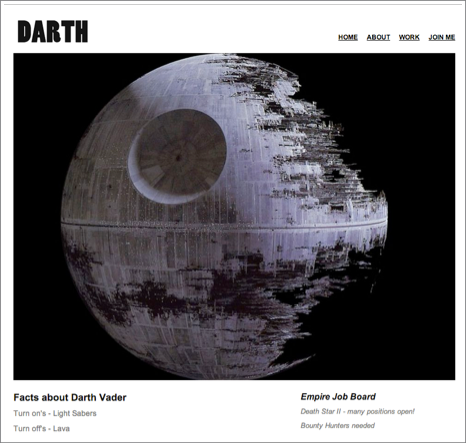 DARTH
HOME ABOUT WORK JOIN ME
Facts about Darth Vader
Turn on's - Light Sabers
Turn off's - Lava
Empire Job Board
Death Star II - many positions open!
Bounty Hunters needed